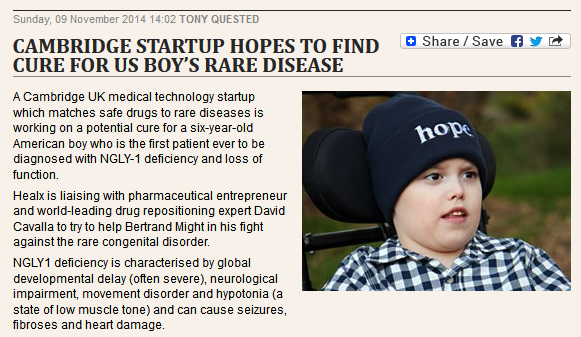 Sunday, 09 November 2014 14:02 TONY QUESTED
CAMBRIDGE STARTUP HOPES TO FIND
CURE FOR US BOY'S RARE DISEASE
Share / Save
A Cambridge UK medical technology startup
which matches safe drugs to rare diseases is
working on a potential cure for a six-year-old
American boy who is the first patient ever to be
diagnosed with NGLY-1 deficiency and loss of
function.
Healx is liaising with pharmaceutical entrepreneur
and world-leading drug repositioning expert David
Cavalla to try to help Bertrand Might in his fight
against the rare congenital disorder.
NGLY1 deficiency is characterised by global
developmental delay (often severe), neurological
impairment, movement disorder and hypotonia (a
state of low muscle tone) and can cause seizures,
fibroses and heart damage.
hope